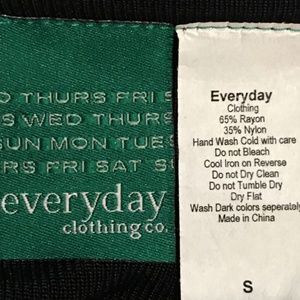 D THURS FRI S
S WED THURS
SUN MON TUES
RS FRI SAT S
everyday
clothing co.
Everyday
Clothing
65% Rayon
35% Nylon
Hand Wash Cold with care
Do not Bleach
Cool Iron on Reverse
Do not Dry Clean
Do not Tumble Dry
Dry Flat
Wash Dark colors seperately
Made in China
S